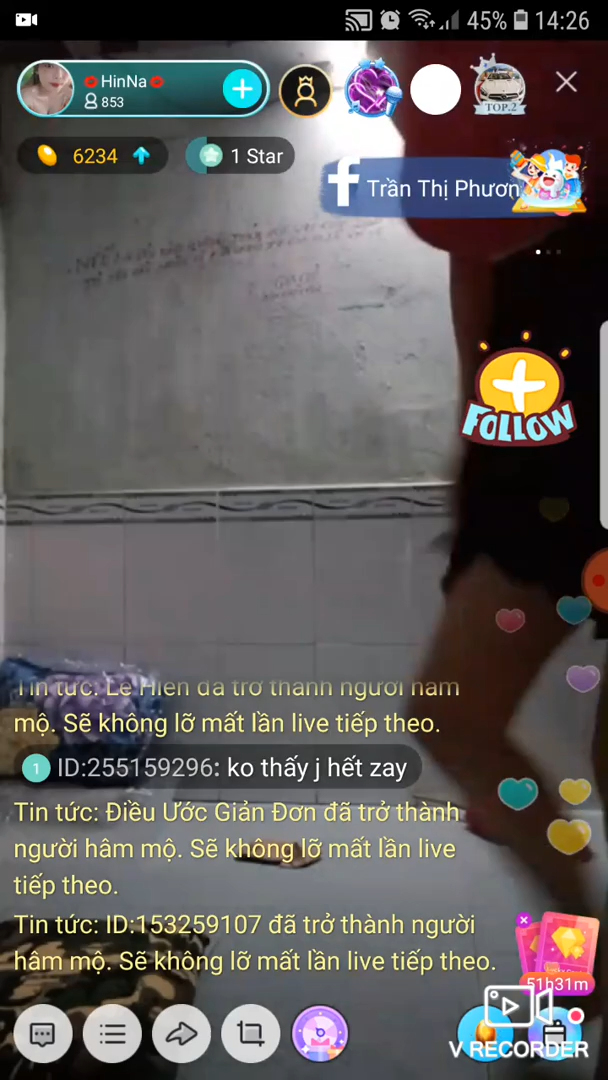 45% 14:26
HinNa
853
TOP.2
6234
1 Star
Trần Thị Phươn
FOLLOW
Tin tức: Lê Hiền đã trở thành người hâm
mộ. Sẽ không lỡ mất lần live tiếp theo.
1 ID:255159296: ko thấy j hết zay
Tin tức: Điều Ước Giản Đơn đã trở thành
người hâm mộ. Sẽ không lỡ mất lần live
tiếp theo.
Tin tức: ID:153259107 đã trở thành người
hâm mộ. Sẽ không lỡ mất lần live tiếp theo.
51h31m
V RECORDER